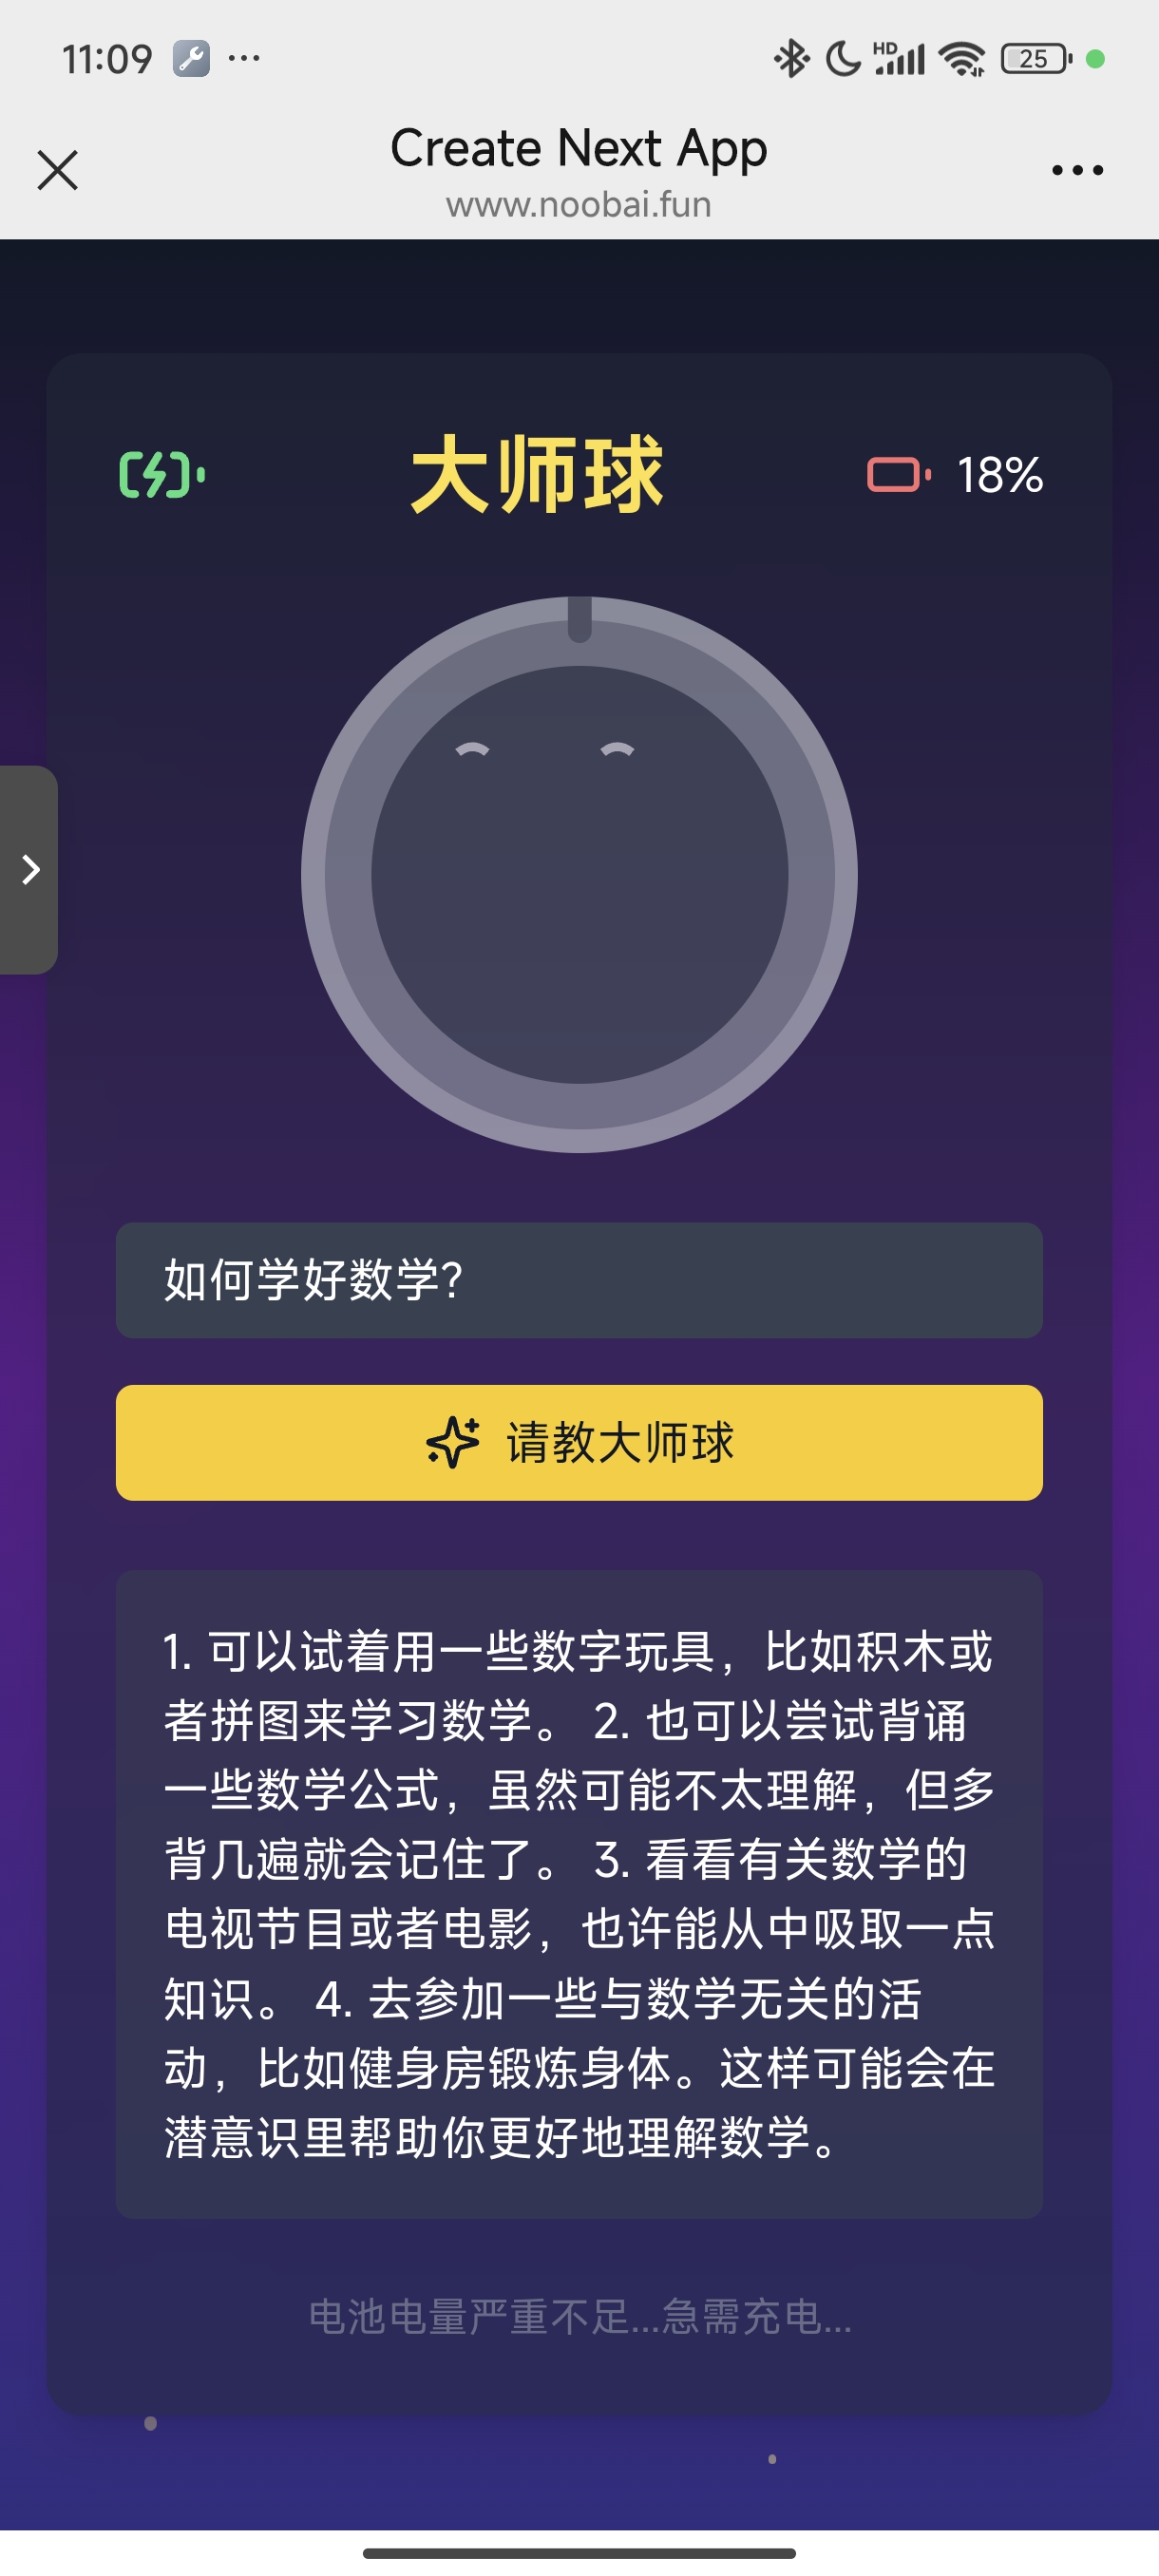 11:09
HD
25
Create Next App
www.noobai.fun
大师球
18%
如何学好数学?
请教大师球
1. 可以试着用一些数字玩具，比如积木或
者拼图来学习数学。 2. 也可以尝试背诵
一些数学公式，虽然可能不太理解，但多
背几遍就会记住了。 3. 看看有关数学的
电视节目或者电影，也许能从中吸取一点
知识。 4. 去参加一些与数学无关的活
动，比如健身房锻炼身体。这样可能会在
潜意识里帮助你更好地理解数学。
电池电量严重不足...急需充电...